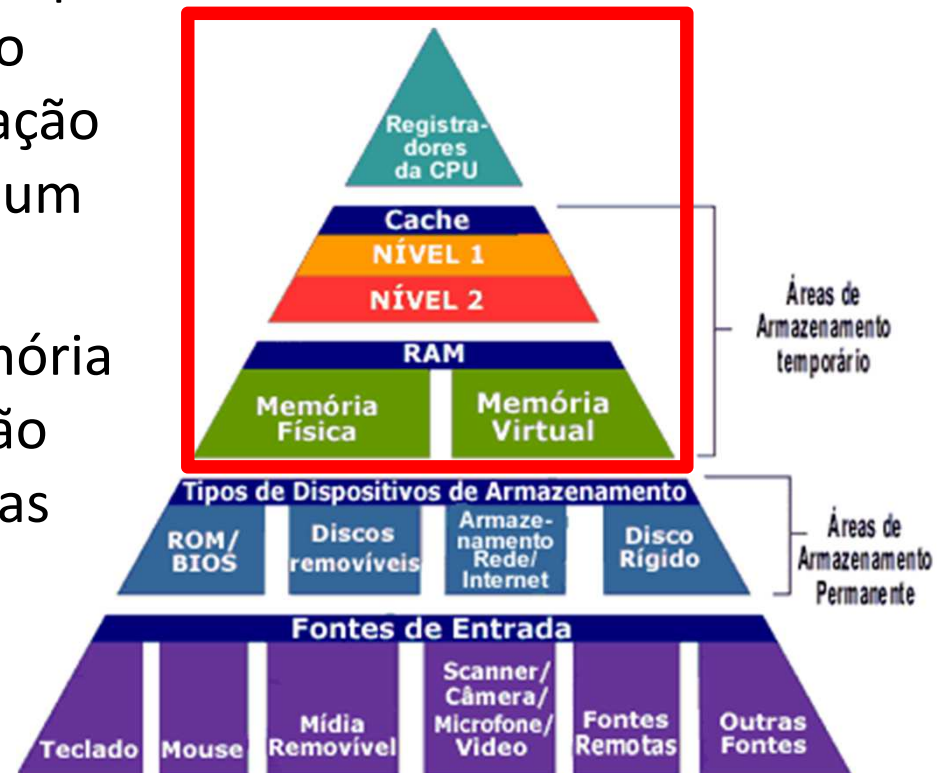 o
ação
um
mória
ão
as
Registra-
dores
da CPU
Cache
NÍVEL 1
NÍVEL 2
RAM
Memória
Física
Memória
Virtual
Áreas de
Armazenamento
temporário
Tipos de Dispositivos de Armazenamento
ROM/
BIOS
Discos
removíveis
Armaze-
namento
Rede/
Internet
Disco
Rígido
Áreas de
Armazenamento
Permanente
Fontes de Entrada
Teclado
Mouse
Mídia
Removível
Scanner/
Câmera/
Microfone/
Video
Fontes
Remotas
Outras
Fontes